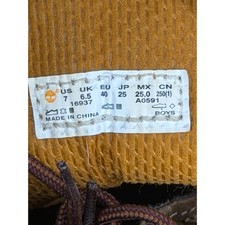 US UK EU JP MX CN
7 6.5 40 25 25.0 250(1)
16937 A0591
MADE IN CHINA BOYS